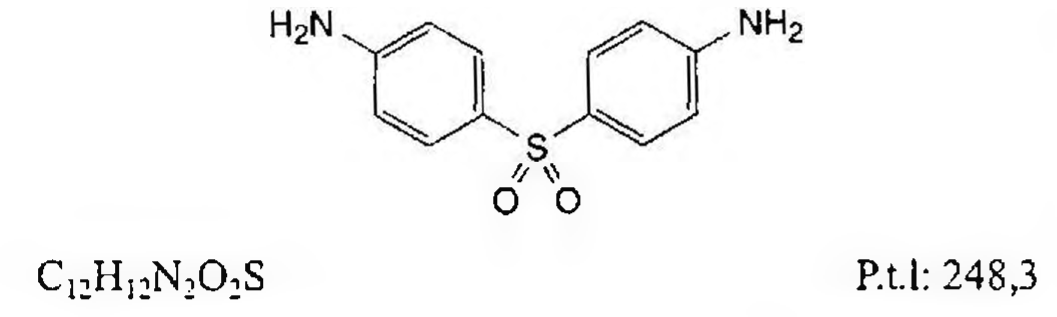 H₂N NH₂
S
O O
C₁₂H₁₂N₂O₂S P.t.l: 248,3